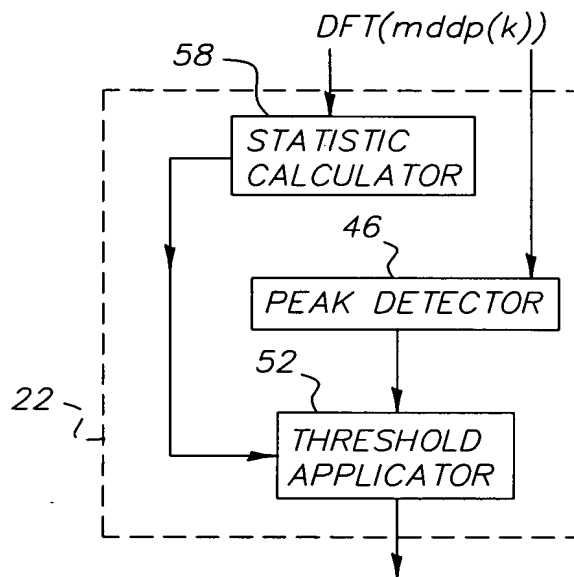 DFT(mddp(k))
58
STATISTIC
CALCULATOR
46
PEAK DETECTOR
22
52
THRESHOLD
APPLICATOR